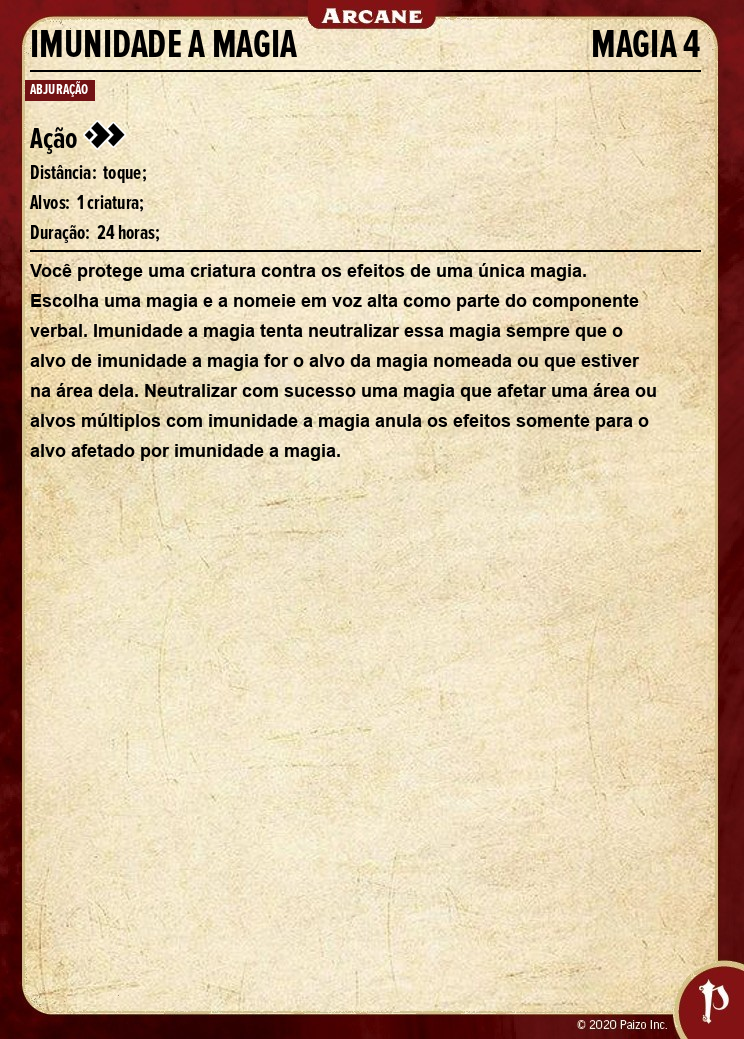 ARCANE
IMUNIDADE A MAGIA MAGIA 4
ABJURAÇÃO
Ação
Distância: toque;
Alvos: 1 criatura;
Duração: 24 horas;
Você protege uma criatura contra os efeitos de uma única magia.
Escolha uma magia e a nomeie em voz alta como parte do componente
verbal. Imunidade a magia tenta neutralizar essa magia sempre que o
alvo de imunidade a magia for o alvo da magia nomeada ou que estiver
na área dela. Neutralizar com sucesso uma magia que afetar uma área ou
alvos múltiplos com imunidade a magia anula os efeitos somente para o
alvo afetado por imunidade a magia.
© 2020 Paizo Inc.
P